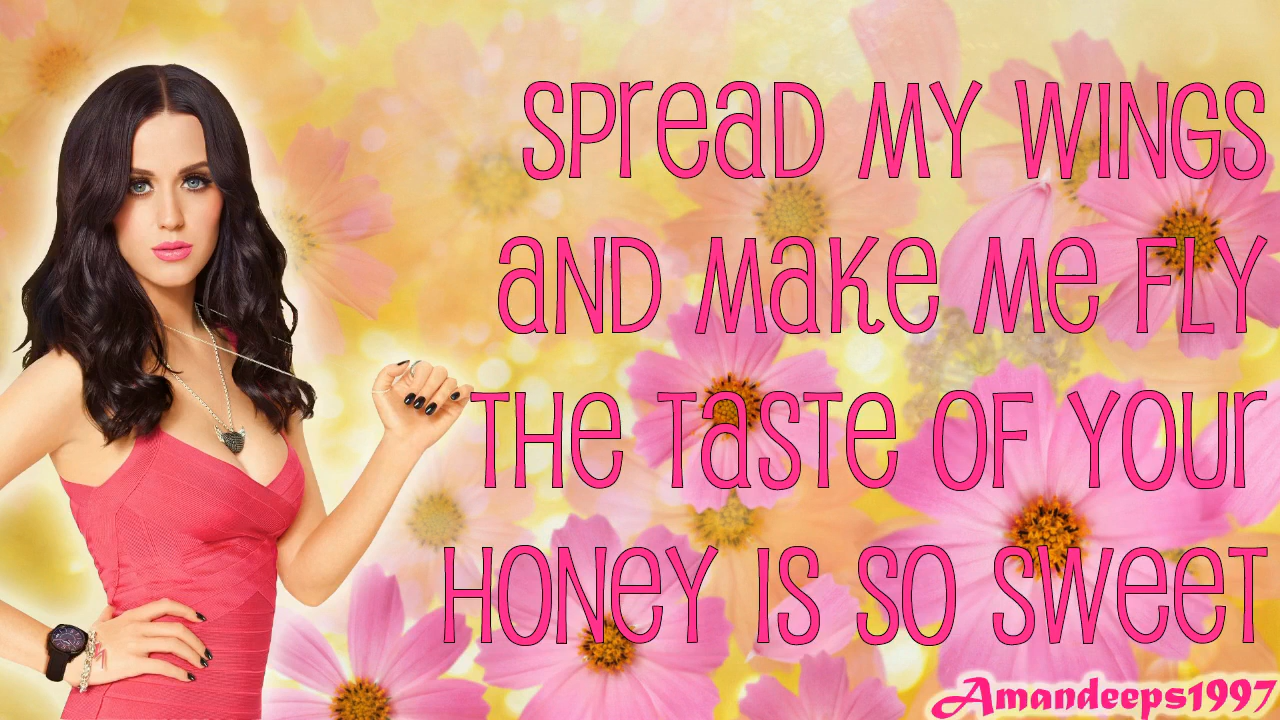 SPreaD MY WINGS
aND Make Me FLY
THe TaSTe OF YOUr
HONeY IS SO SWeeT
Amandeeps1997